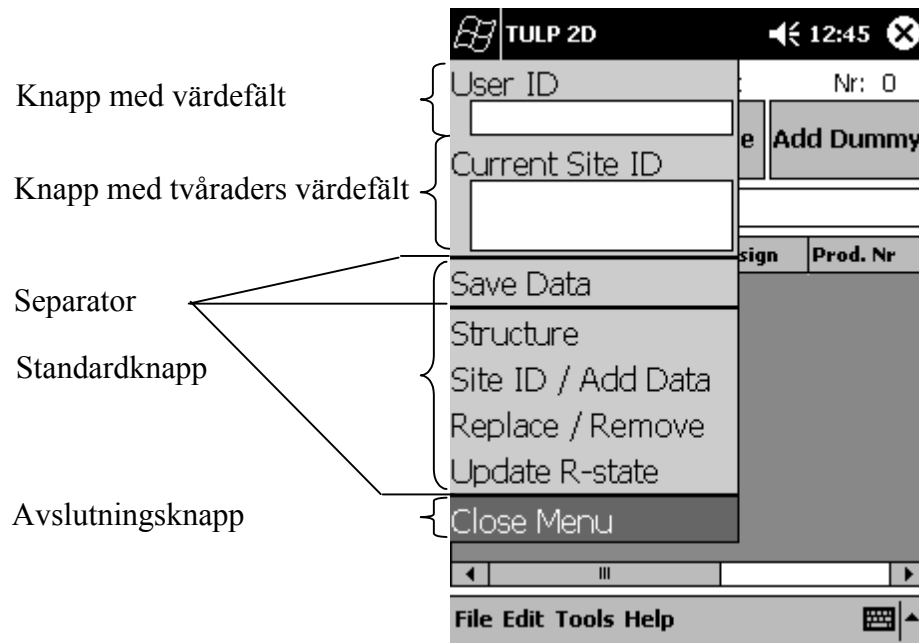 TULP 2D 12:45
Knapp med värdefält
User ID
: Nr: 0
e Add Dummy
Knapp med tvåraders värdefält
Current Site ID
sign Prod. Nr
Separator
Save Data
Standardknapp
Structure
Site ID / Add Data
Replace / Remove
Update R-state
Avslutningsknapp
Close Menu
File Edit Tools Help